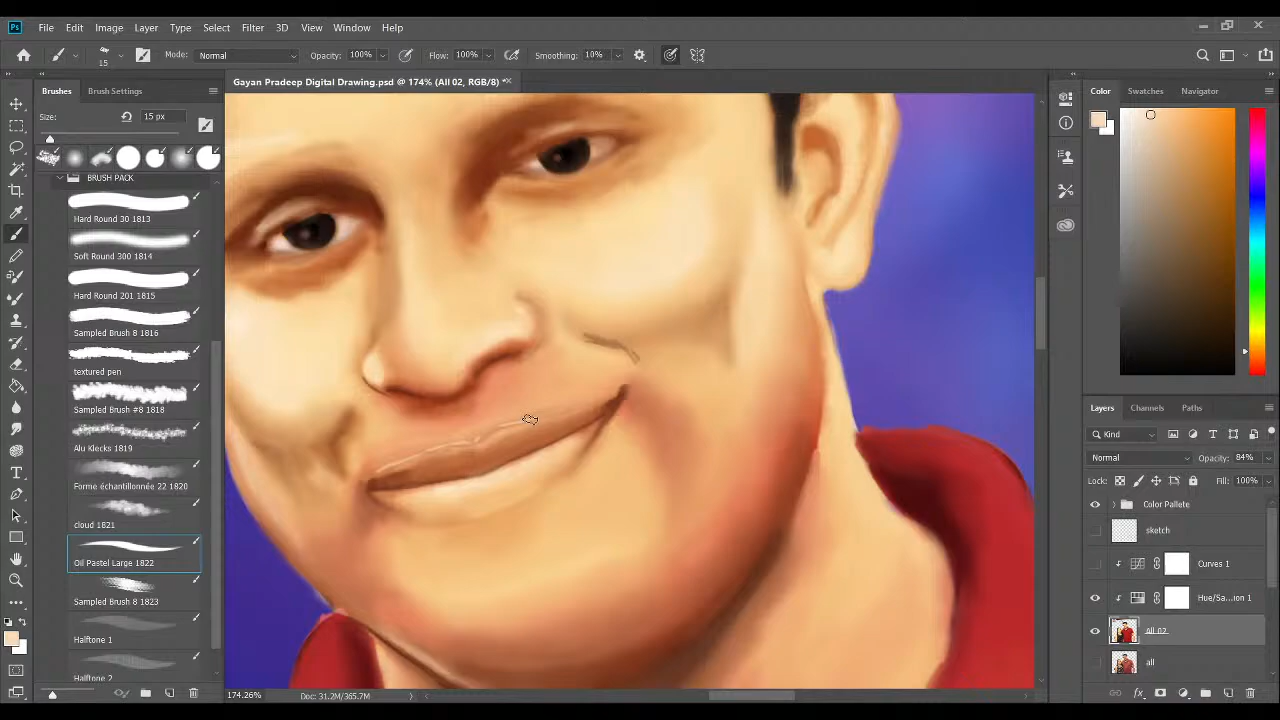 Ps File Edit Image Layer Type Select Filter 3D View Window Help
15 Mode: Normal Opacity: 100% Flow: 100% Smoothing: 10%
Gayan Pradeep Digital Drawing.psd @ 174% (All 02, RGB/8) *
Brushes Brush Settings
Size: 15 px
BRUSH PACK
Hard Round 30 1813
Soft Round 300 1814
Hard Round 201 1815
Sampled Brush 8 1816
textured pen
Sampled Brush #8 1818
Alu Klecks 1819
Forme échantillonnée 22 1820
cloud 1821
Oil Pastel Large 1822
Sampled Brush 8 1823
Halftone 1
Halftone 2
174.26% Doc: 31.2M/365.7M
Color Swatches Navigator
Layers Channels Paths
Kind
Normal Opacity: 84%
Lock: Fill: 100%
Color Pallete
sketch
Curves 1
Hue/Sa...ion 1
All 02
all